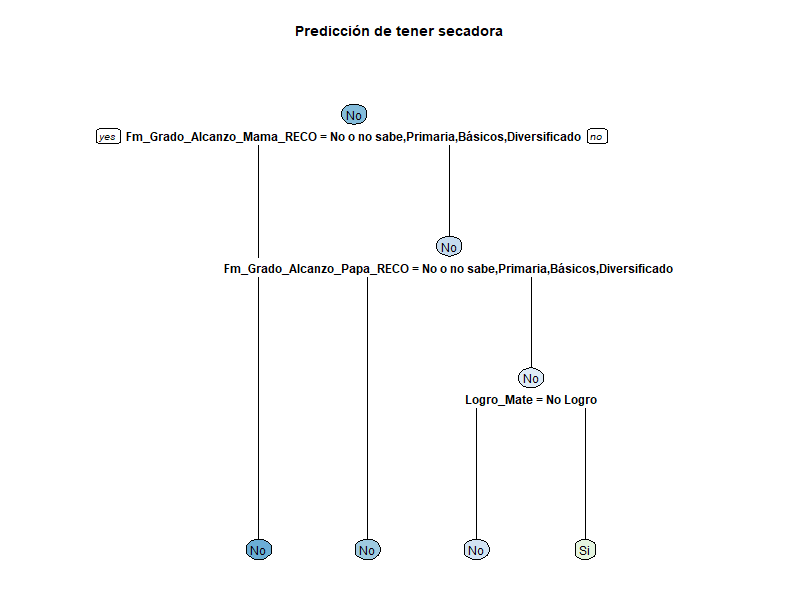 Predicción de tener secadora
No
yes Fm_Grado_Alcanzo_Mama_RECO = No o no sabe,Primaria,Básicos,Diversificado no
No
Fm_Grado_Alcanzo_Papa_RECO = No o no sabe,Primaria,Básicos,Diversificado
No
Logro_Mate = No Logro
No No No Si